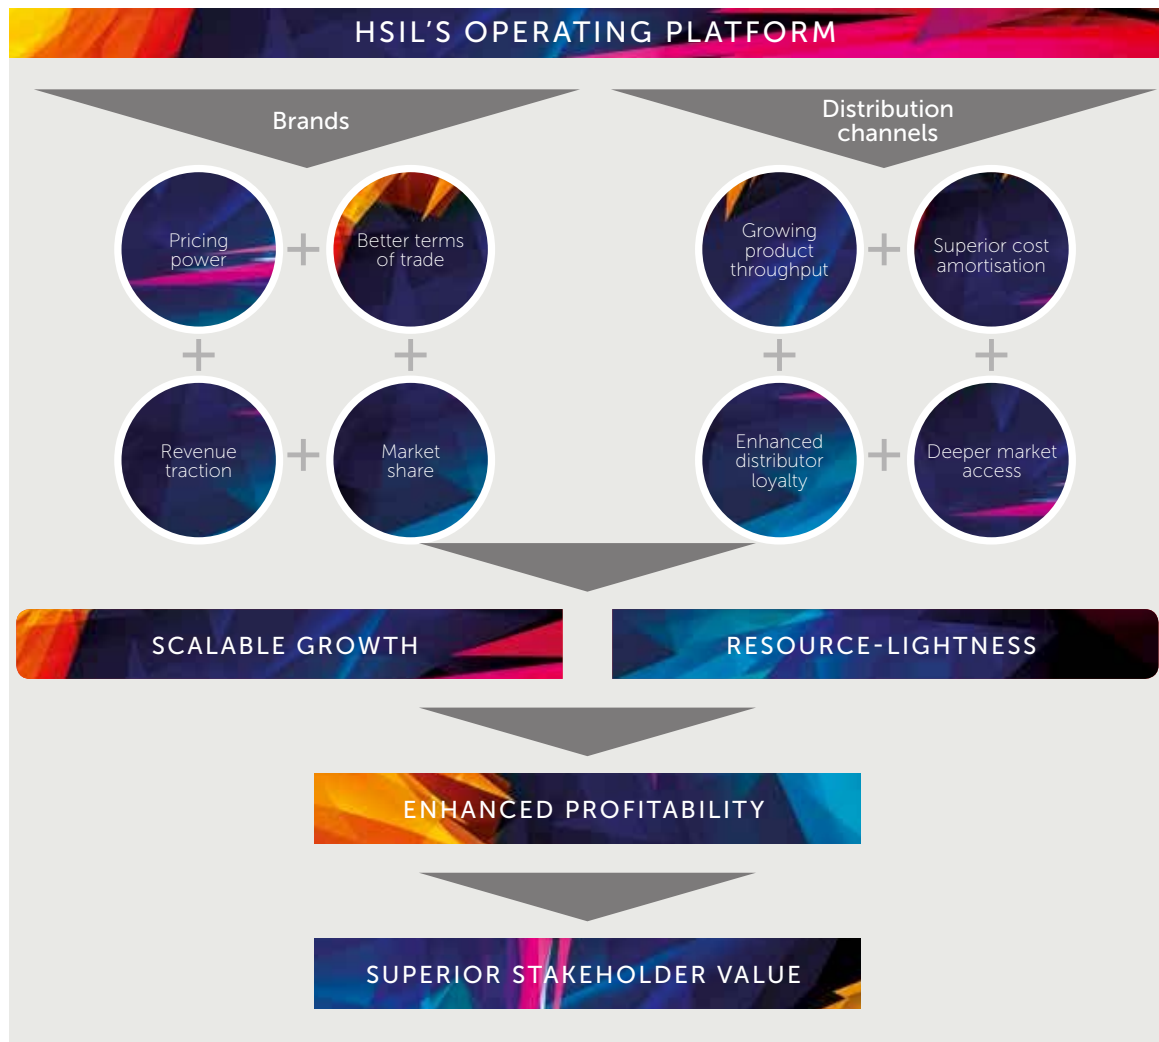 HSIL'S OPERATING PLATFORM
Brands
Distribution
channels
Pricing
power
Better terms
of trade
Growing
product
throughput
Superior cost
amortisation
Revenue
traction
Market
share
Enhanced
distributor
loyalty
Deeper market
access
SCALABLE GROWTH
RESOURCE-LIGHTNESS
ENHANCED PROFITABILITY
SUPERIOR STAKEHOLDER VALUE